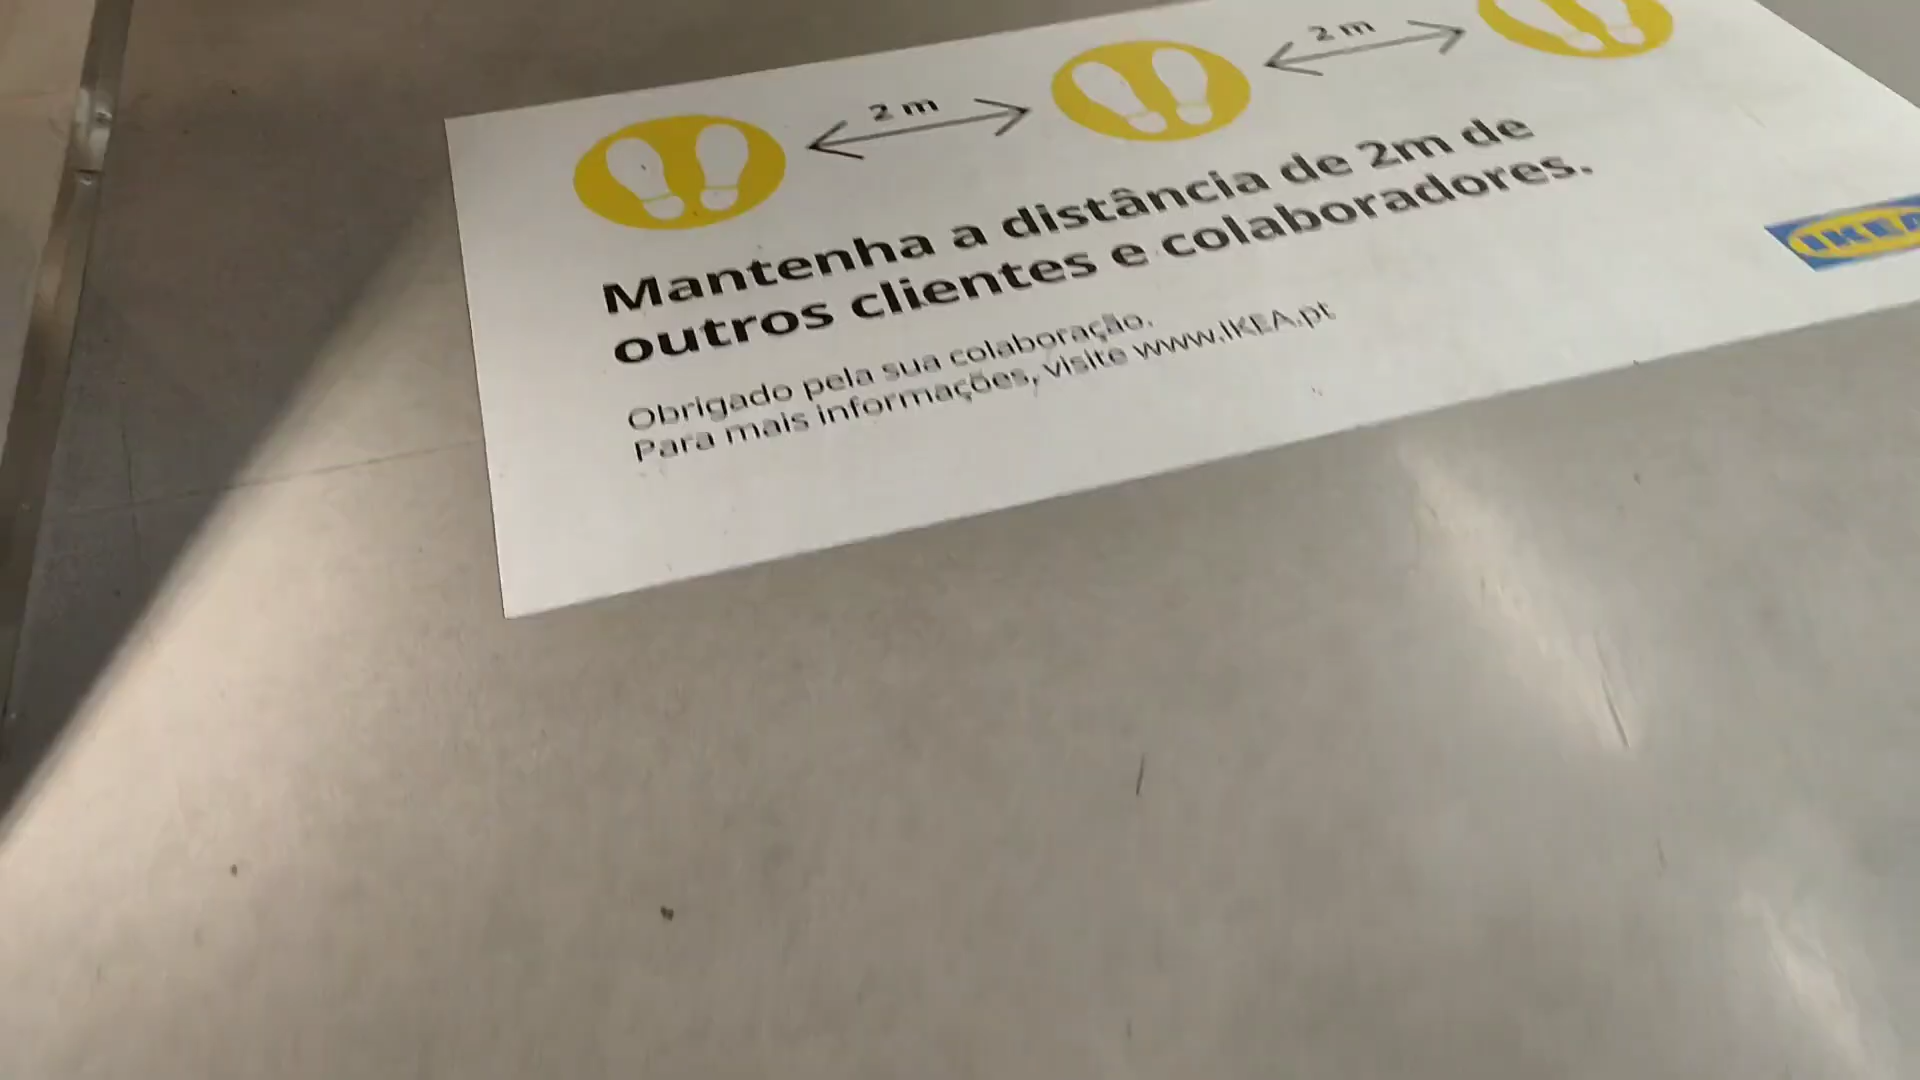 2 m
2 m
Mantenha a distância de 2m de
outros clientes e colaboradores.
IKEA
Obrigado pela sua colaboração.
Para mais informações, visite www.IKEA.pt